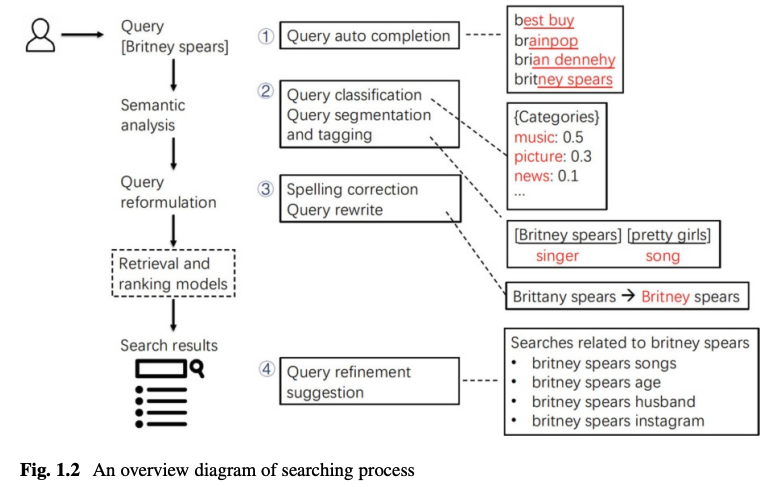 Query
[Britney spears]
Semantic
analysis
Query
reformulation
Retrieval and
ranking models
Search results
① Query auto completion
best buy
brainpop
brian dennehy
britney spears
② Query classification
Query segmentation
and tagging
{Categories}
music: 0.5
picture: 0.3
news: 0.1
...
[Britney spears] [pretty girls]
singer song
③ Spelling correction
Query rewrite
Brittany spears → Britney spears
④ Query refinement
suggestion
Searches related to britney spears
• britney spears songs
• britney spears age
• britney spears husband
• britney spears instagram
Fig. 1.2 An overview diagram of searching process